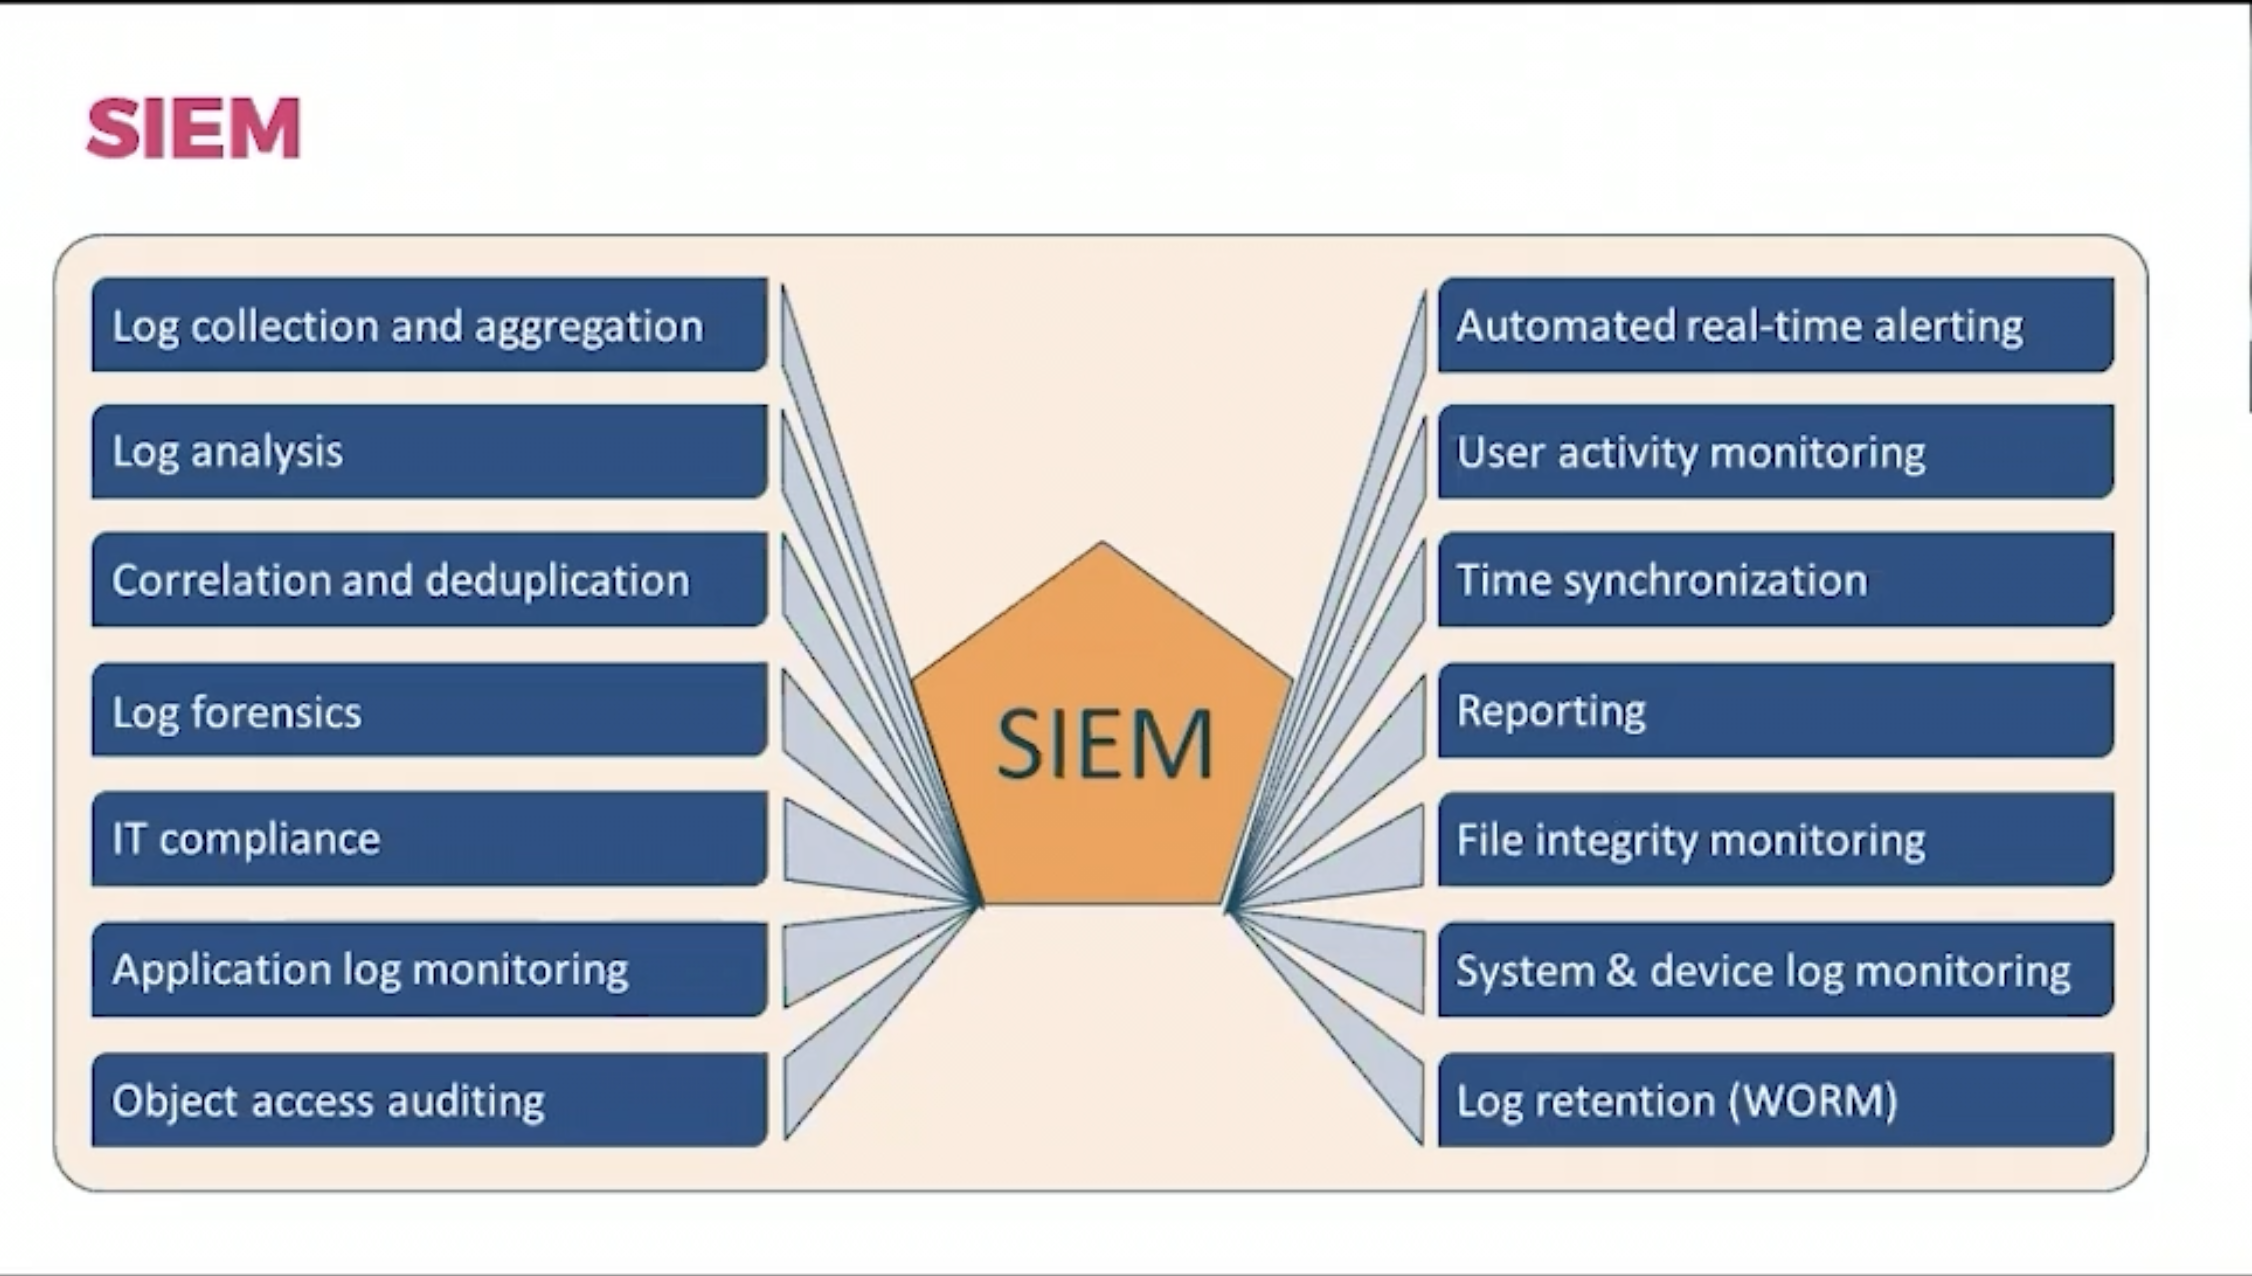 SIEM
Log collection and aggregation
Log analysis
Correlation and deduplication
Log forensics
IT compliance
Application log monitoring
Object access auditing
SIEM
Automated real-time alerting
User activity monitoring
Time synchronization
Reporting
File integrity monitoring
System & device log monitoring
Log retention (WORM)